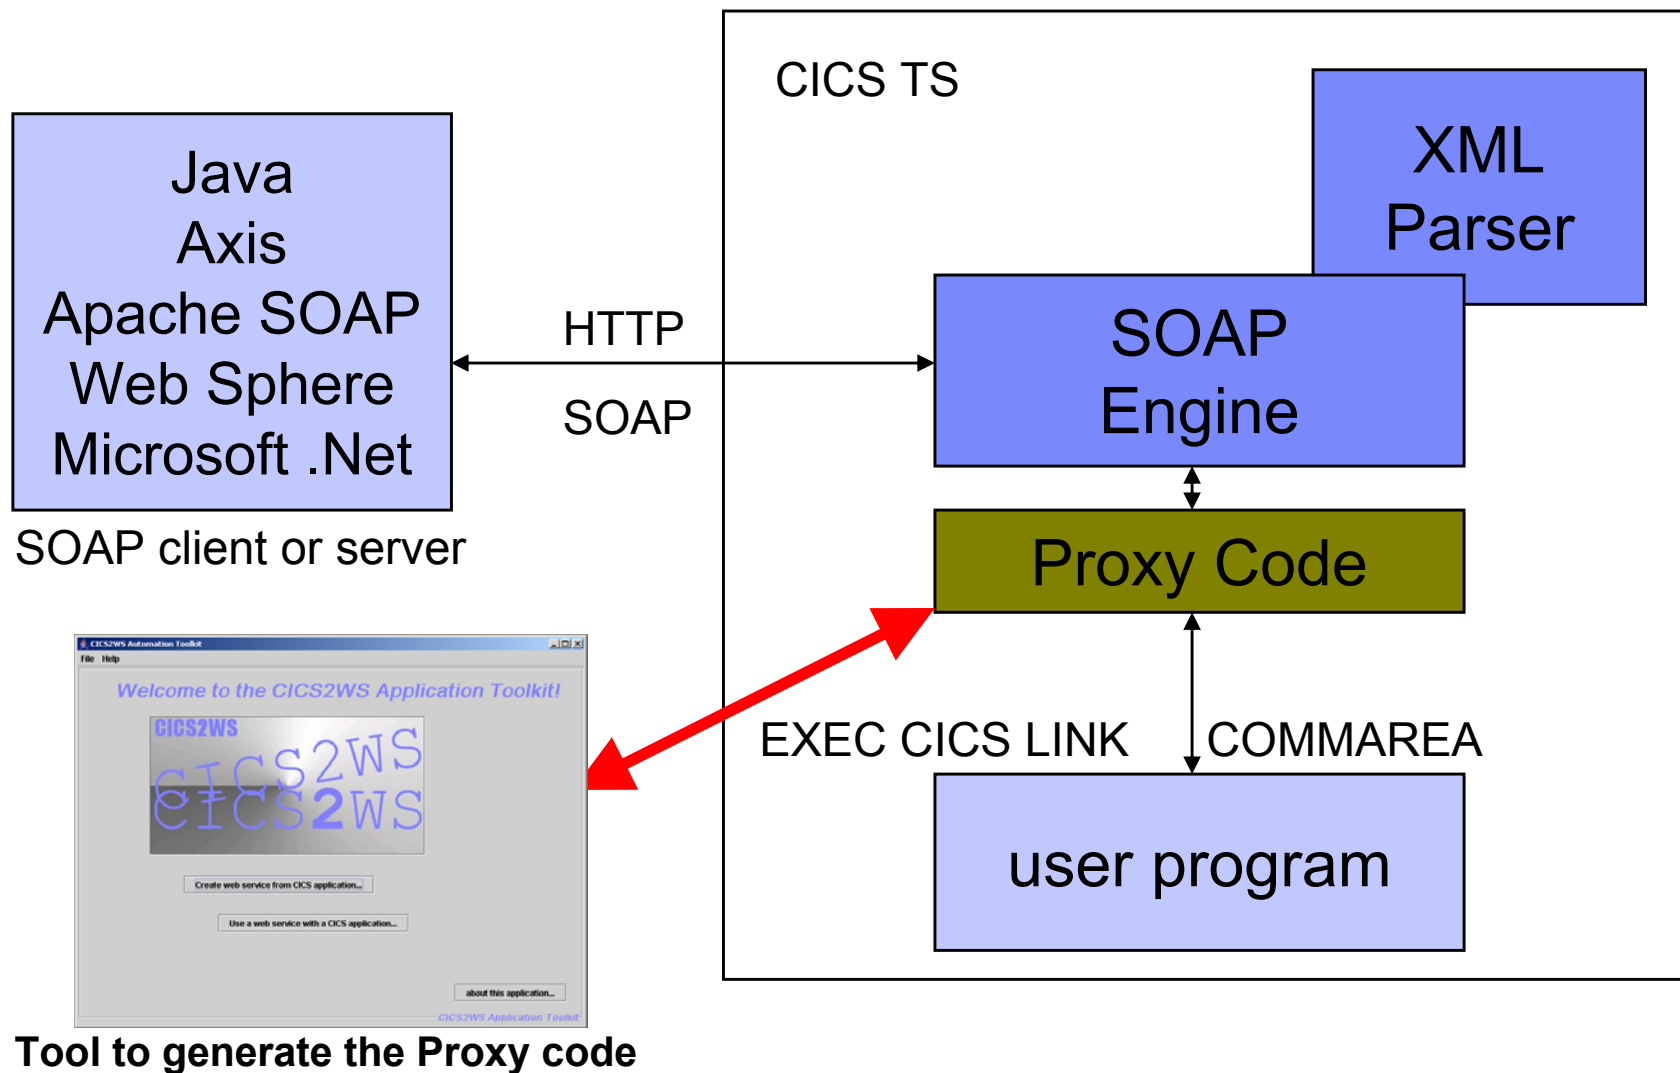 CICS TS
XML
Parser
Java
Axis
Apache SOAP
Web Sphere
Microsoft .Net
HTTP
SOAP
SOAP
Engine
SOAP client or server
Proxy Code
CICS2WS Automation Toolkit
File Help
Welcome to the CICS2WS Application Toolkit!
CICS2WS
CICS2WS
CICS2WS
Create web service from CICS application...
Use a web service with a CICS application...
about this application...
CICS2WS Application Toolkit
EXEC CICS LINK
COMMAREA
user program
Tool to generate the Proxy code